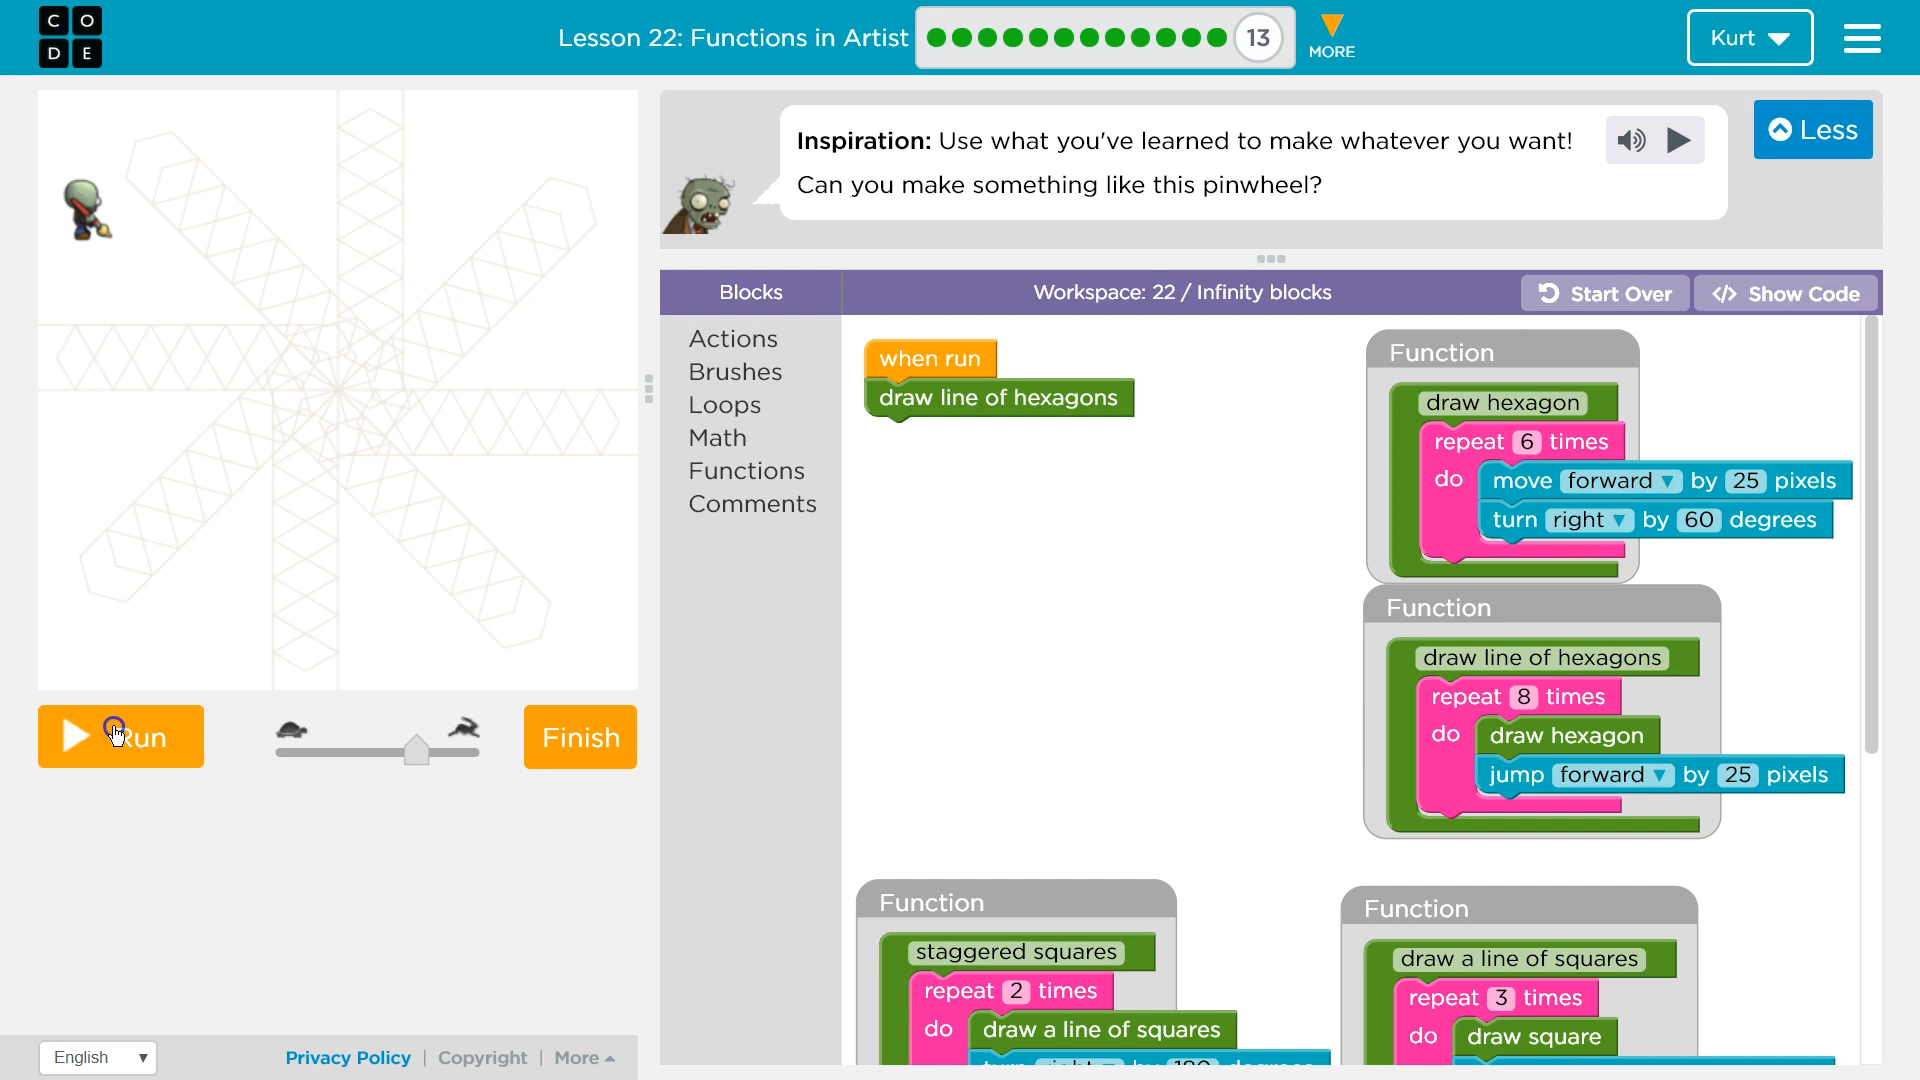 C O
D E
Lesson 22: Functions in Artist
13
MORE
Kurt
Inspiration: Use what you've learned to make whatever you want!
Can you make something like this pinwheel?
Less
Blocks
Workspace: 22 / Infinity blocks
Start Over
</> Show Code
Actions
Brushes
Loops
Math
Functions
Comments
when run
draw line of hexagons
Function
draw hexagon
repeat 6 times
do
move forward by 25 pixels
turn right by 60 degrees
Function
draw line of hexagons
repeat 8 times
do
draw hexagon
jump forward by 25 pixels
Function
staggered squares
repeat 2 times
do
draw a line of squares
Function
draw a line of squares
repeat 3 times
do
draw square
Run
Finish
English
Privacy Policy | Copyright | More